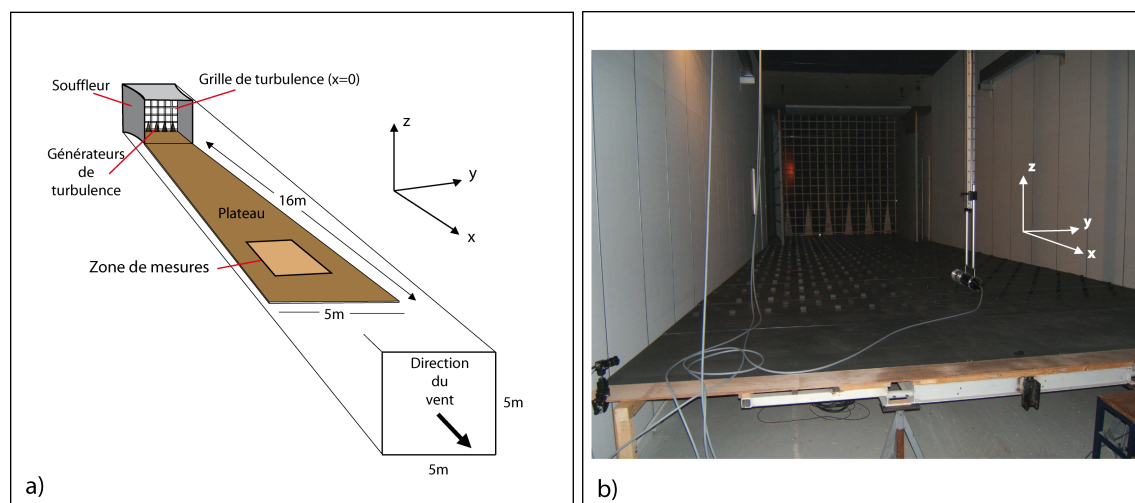 Souffleur
Grille de turbulence (x=0)
Générateurs
de
turbulence
z
y
x
16m
Plateau
Zone de mesures
5m
Direction
du
vent
5m
5m
a)
z
y
x
b)